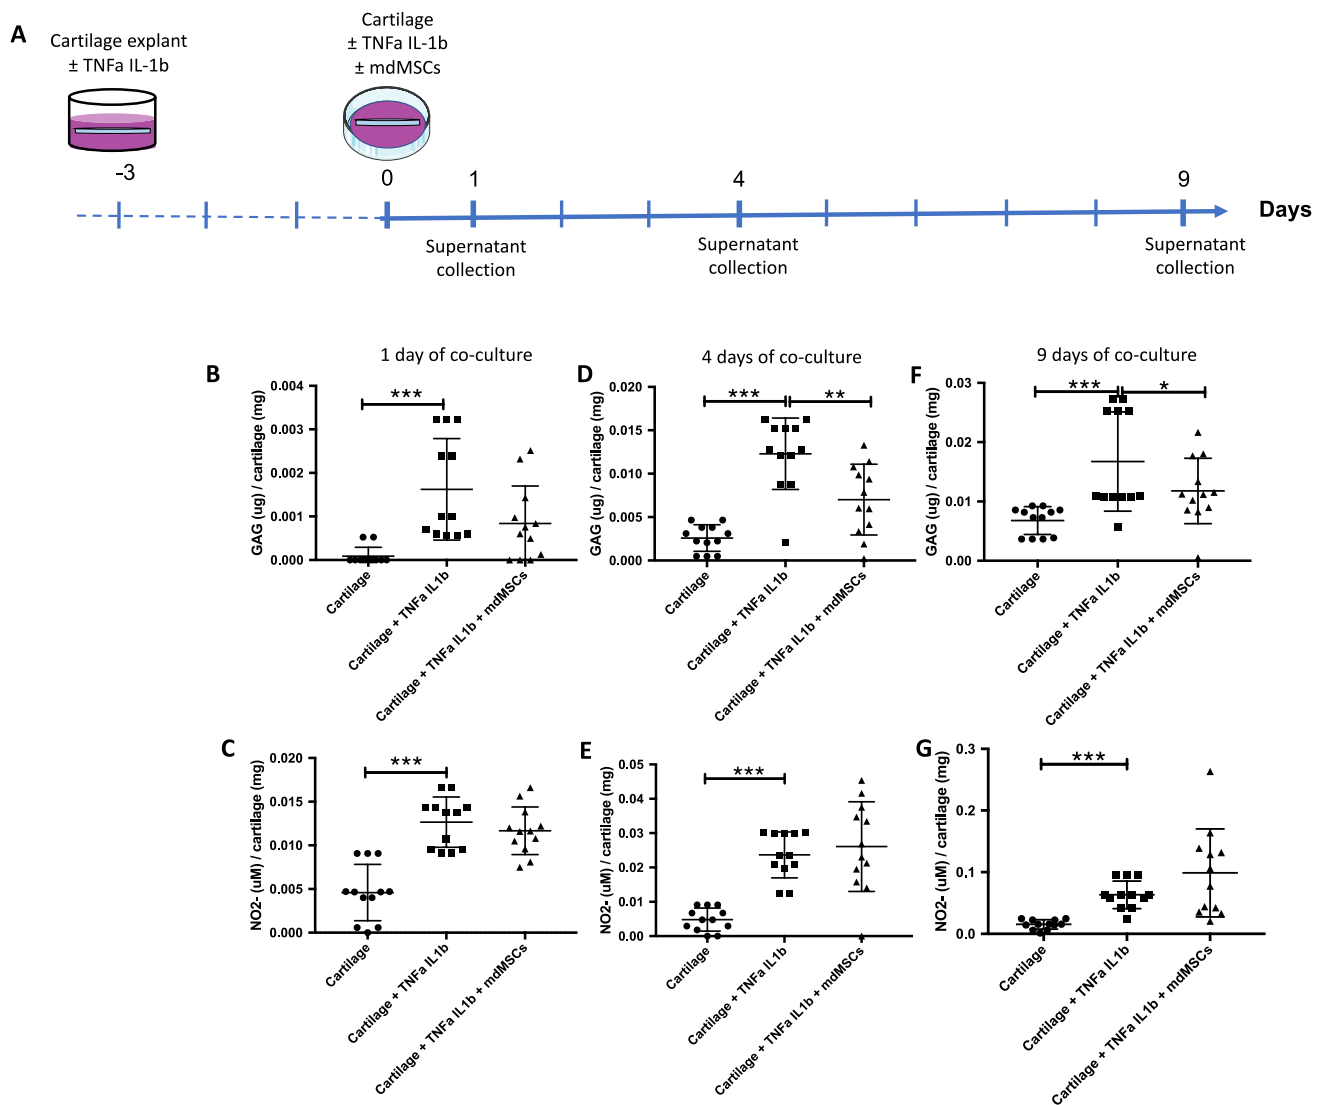 A
Cartilage explant
± TNFa IL-1b
Cartilage
± TNFa IL-1b
± mdMSCs
-3
0
1
4
9
Days
Supernatant
collection
Supernatant
collection
Supernatant
collection
1 day of co-culture
B
GAG (ug) / cartilage (mg)
0.004
0.003
0.002
0.001
0.000
***
Cartilage
Cartilage + TNFa IL1b
Cartilage + TNFa IL1b + mdMSCs
4 days of co-culture
D
GAG (ug) / cartilage (mg)
0.020
0.015
0.010
0.005
0.000
***
**
Cartilage
Cartilage + TNFa IL1b
Cartilage + TNFa IL1b + mdMSCs
9 days of co-culture
F
GAG (ug) / cartilage (mg)
0.03
0.02
0.01
0.00
***
*
Cartilage
Cartilage + TNFa IL1b
Cartilage + TNFa IL1b + mdMSCs
C
NO2- (uM) / cartilage (mg)
0.020
0.015
0.010
0.005
0.000
***
Cartilage
Cartilage + TNFa IL1b
Cartilage + TNFa IL1b + mdMSCs
E
NO2- (uM) / cartilage (mg)
0.05
0.04
0.03
0.02
0.01
0.00
***
Cartilage
Cartilage + TNFa IL1b
Cartilage + TNFa IL1b + mdMSCs
G
NO2- (uM) / cartilage (mg)
0.3
0.2
0.1
0.0
***
Cartilage
Cartilage + TNFa IL1b
Cartilage + TNFa IL1b + mdMSCs